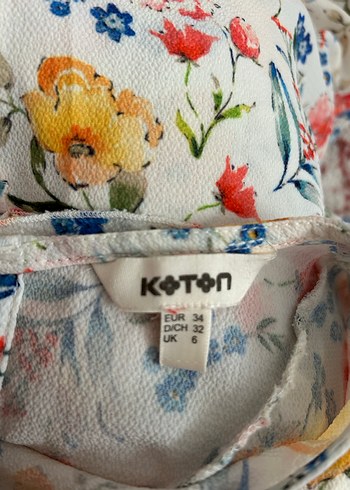 KOTON
EUR 34
D/CH 32
UK 6